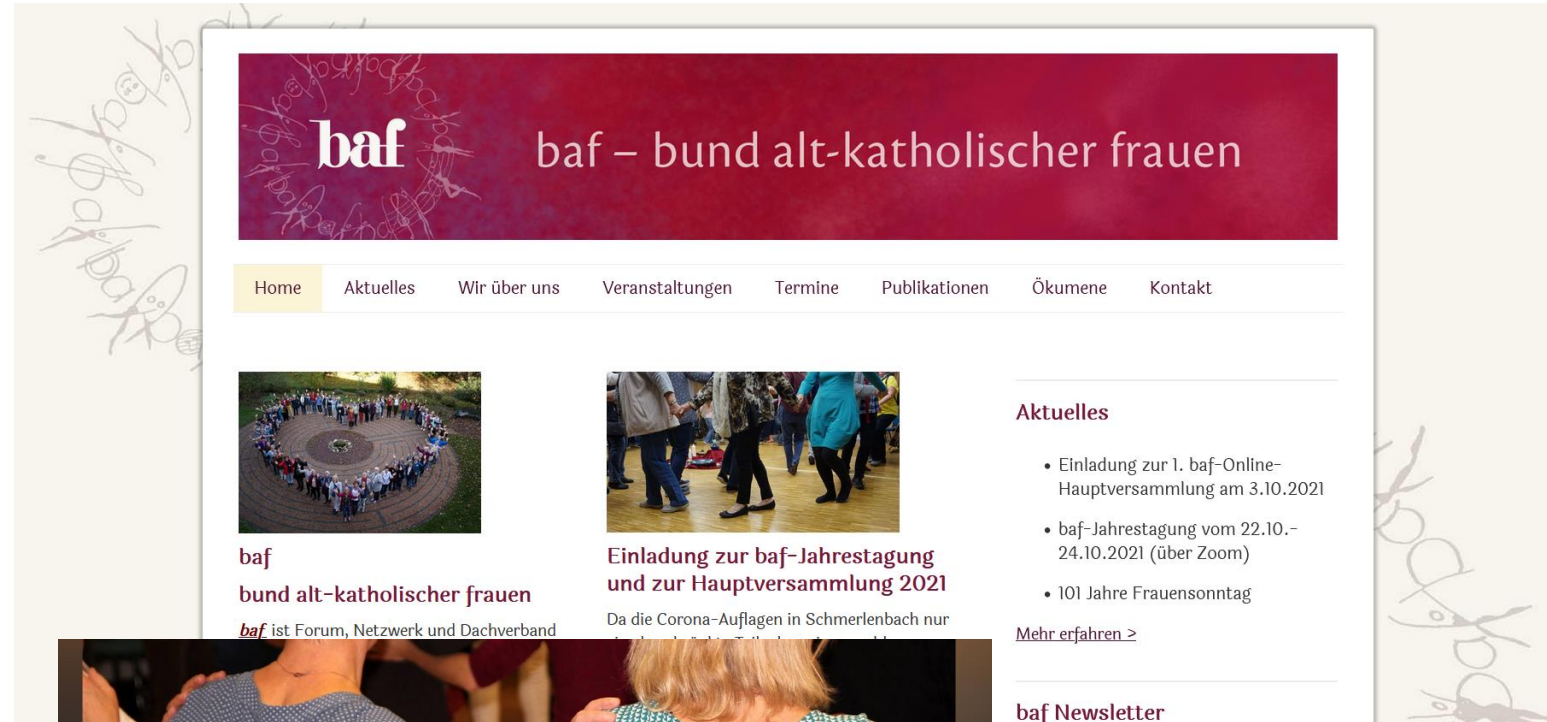 baf
baf – bund alt-katholischer frauen
Home Aktuelles Wir über uns Veranstaltungen Termine Publikationen Ökumene Kontakt
baf
bund alt-katholischer frauen
baf ist Forum, Netzwerk und Dachverband
Einladung zur baf-Jahrestagung
und zur Hauptversammlung 2021
Da die Corona-Auflagen in Schmerlenbach nur
Aktuelles
• Einladung zur 1. baf-Online-
Hauptversammlung am 3.10.2021
• baf-Jahrestagung vom 22.10.-
24.10.2021 (über Zoom)
• 101 Jahre Frauensonntag
Mehr erfahren >
baf Newsletter